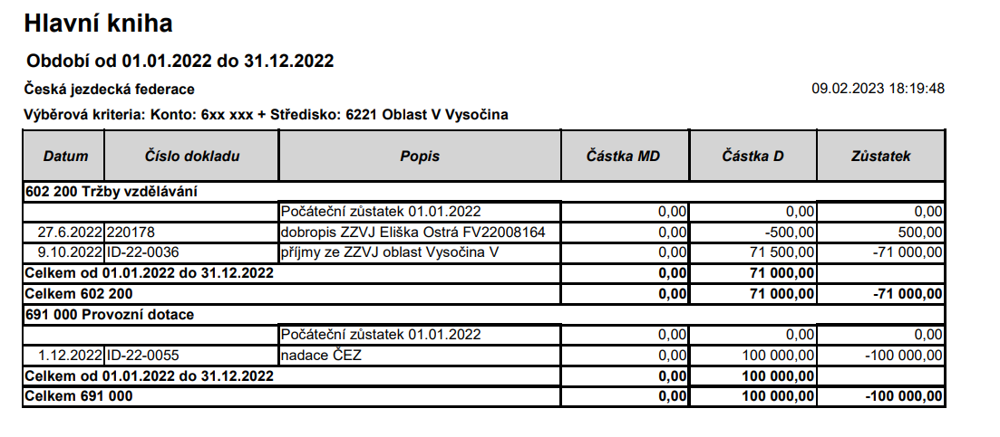 Hlavní kniha
Období od 01.01.2022 do 31.12.2022
Česká jezdecká federace 09.02.2023 18:19:48
Výběrová kriteria: Konto: 6xx xxx + Středisko: 6221 Oblast V Vysočina
Datum Číslo dokladu Popis Částka MD Částka D Zůstatek
602 200 Tržby vzdělávání
Počáteční zůstatek 01.01.2022 0,00 0,00 0,00
27.6.2022 220178 dobropis ZZVJ Eliška Ostrá FV22008164 0,00 -500,00 500,00
9.10.2022 ID-22-0036 příjmy ze ZZVJ oblast Vysočina V 0,00 71 500,00 -71 000,00
Celkem od 01.01.2022 do 31.12.2022 0,00 71 000,00
Celkem 602 200 0,00 71 000,00 -71 000,00
691 000 Provozní dotace
Počáteční zůstatek 01.01.2022 0,00 0,00 0,00
1.12.2022 ID-22-0055 nadace ČEZ 0,00 100 000,00 -100 000,00
Celkem od 01.01.2022 do 31.12.2022 0,00 100 000,00
Celkem 691 000 0,00 100 000,00 -100 000,00